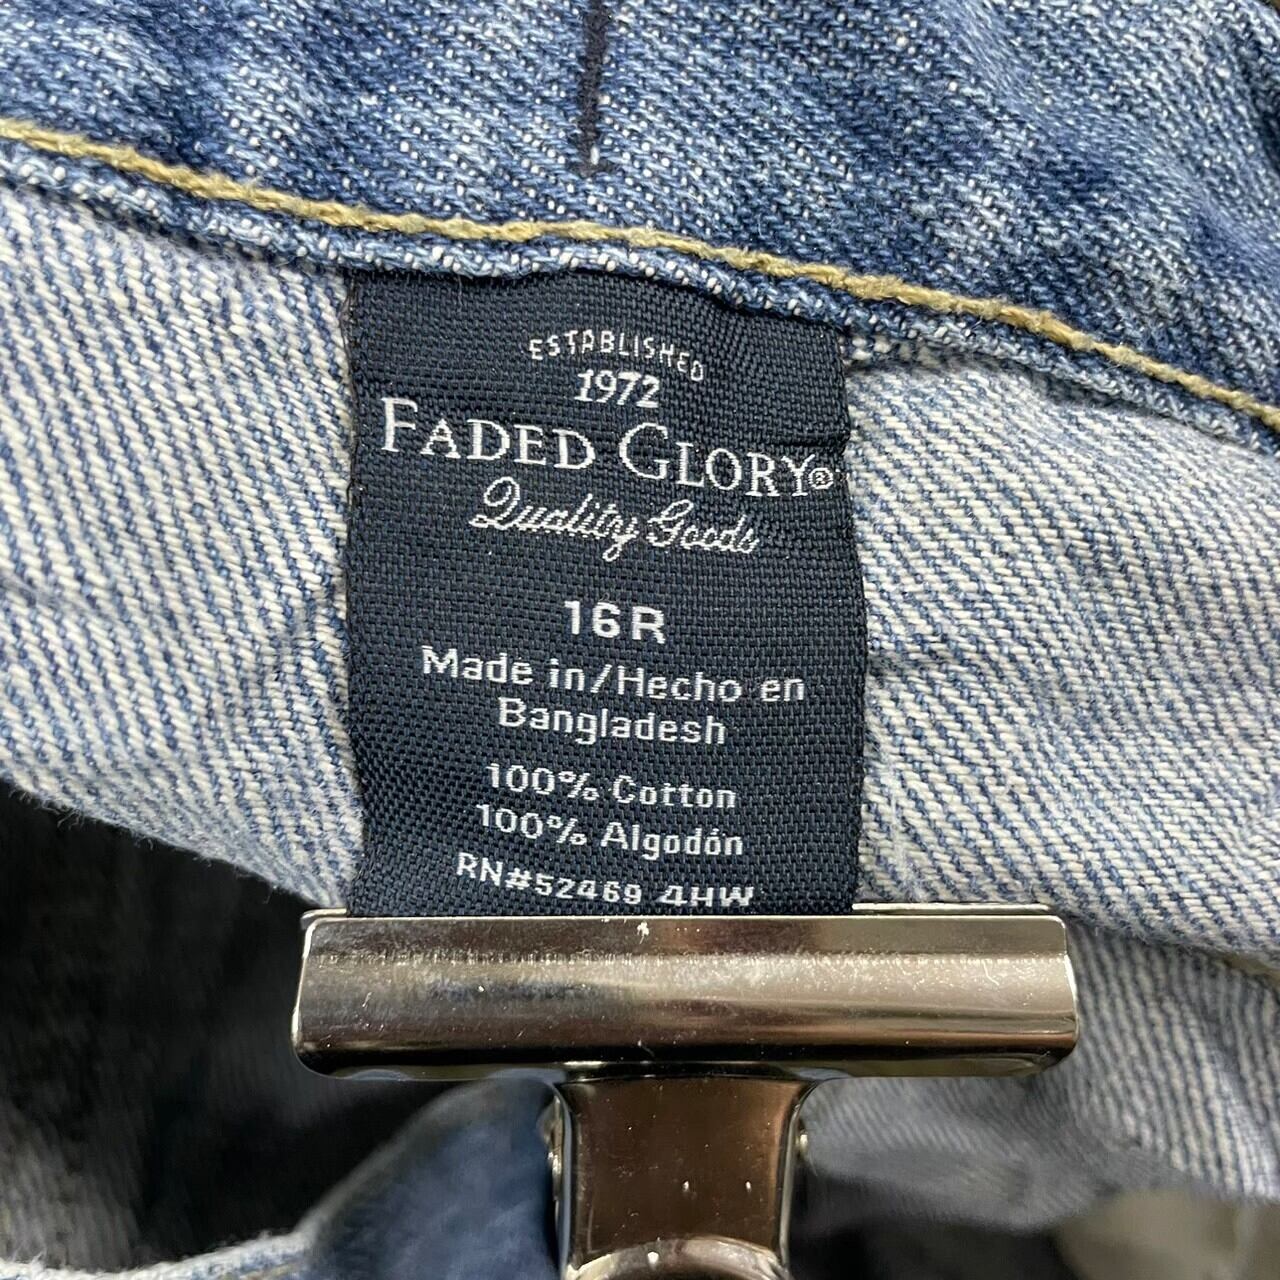 ESTABLISHED
1972
FADED GLORY®
Quality Goods
16R
Made in/Hecho en
Bangladesh
100% Cotton
100% Algodón
RN#52469 4HW